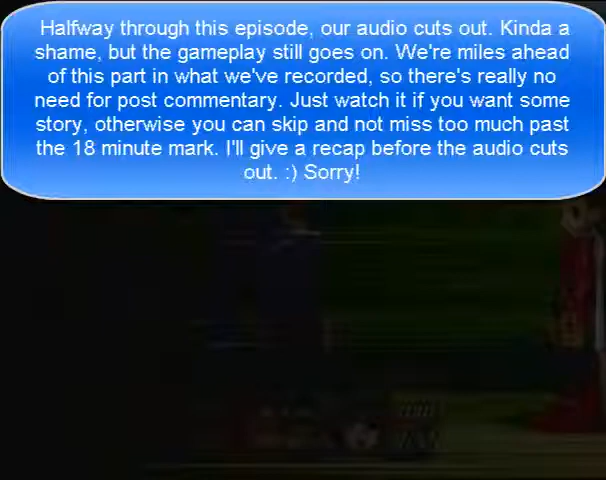 Halfway through this episode, our audio cuts out. Kinda a
shame, but the gameplay still goes on. We're miles ahead
of this part in what we've recorded, so there's really no
need for post commentary. Just watch it if you want some
story, otherwise you can skip and not miss too much past
the 18 minute mark. I'll give a recap before the audio cuts
out. :) Sorry!